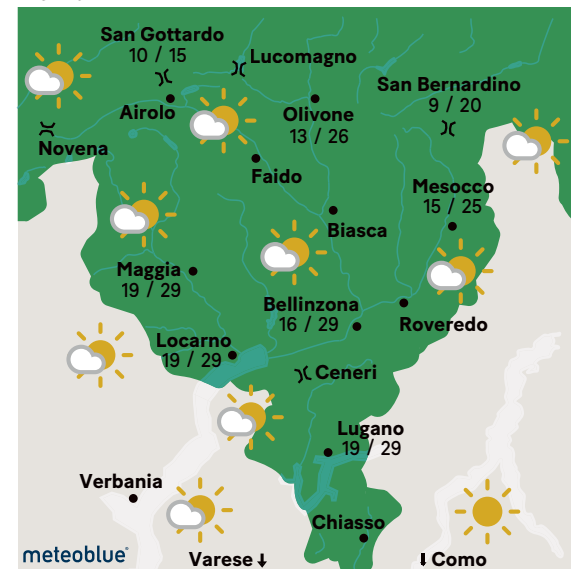 San Gottardo
10 / 15
Lucomagno
San Bernardino
9 / 20
Airolo
Olivone
13 / 26
Novena
Faido
Mesocco
15 / 25
Biasca
Maggia
19 / 29
Bellinzona
16 / 29
Roveredo
Locarno
19 / 29
Ceneri
Lugano
19 / 29
Verbania
Chiasso
meteoblue®
Varese ↓
⬇ Como